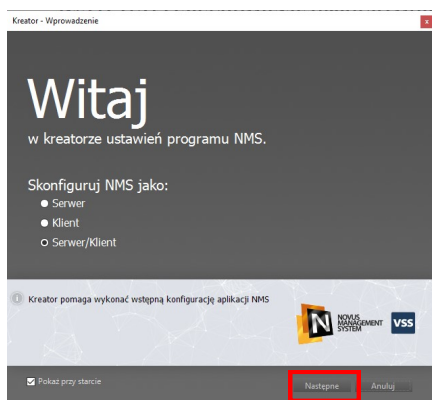 Kreator - Wprowadzenie
x
Witaj
w kreatorze ustawień programu NMS.
Skonfiguruj NMS jako:
Serwer
Klient
Serwer/Klient
Kreator pomaga wykonać wstępną konfigurację aplikacji NMS
N
NOVUS
MANAGEMENT
SYSTEM
VSS
Pokaż przy starcie
Następne
Anuluj